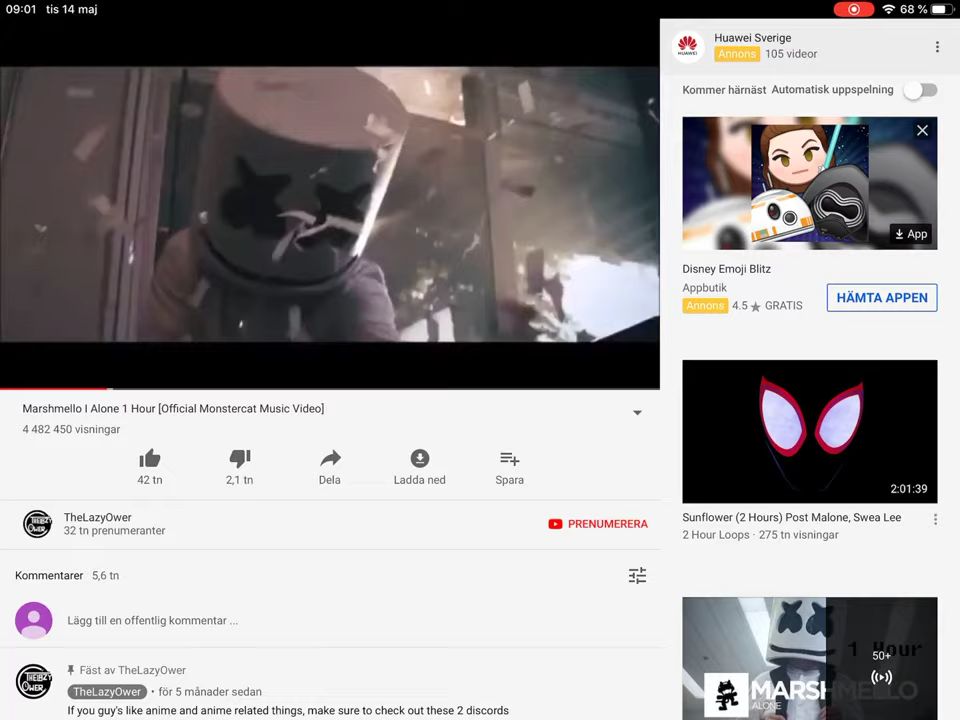 09:01 tis 14 maj
68 %
Huawei Sverige
HUAWEI
Annons 105 videor
Kommer härnäst Automatisk uppspelning
App
Disney Emoji Blitz
Appbutik
Annons 4.5 ★ GRATIS
HÄMTA APPEN
Marshmello I Alone 1 Hour [Official Monstercat Music Video]
4 482 450 visningar
42 tn
2,1 tn
Dela
Ladda ned
Spara
2:01:39
Sunflower (2 Hours) Post Malone, Swea Lee
2 Hour Loops · 275 tn visningar
THELAZY OWER
TheLazyOwer
32 tn prenumeranter
PRENUMERERA
Kommentarer 5,6 tn
Lägg till en offentlig kommentar ...
1 Hour
50+
MARSHMELLO
ALONE
THELAZY OWER
Fäst av TheLazyOwer
TheLazyOwer • för 5 månader sedan
If you guy's like anime and anime related things, make sure to check out these 2 discords